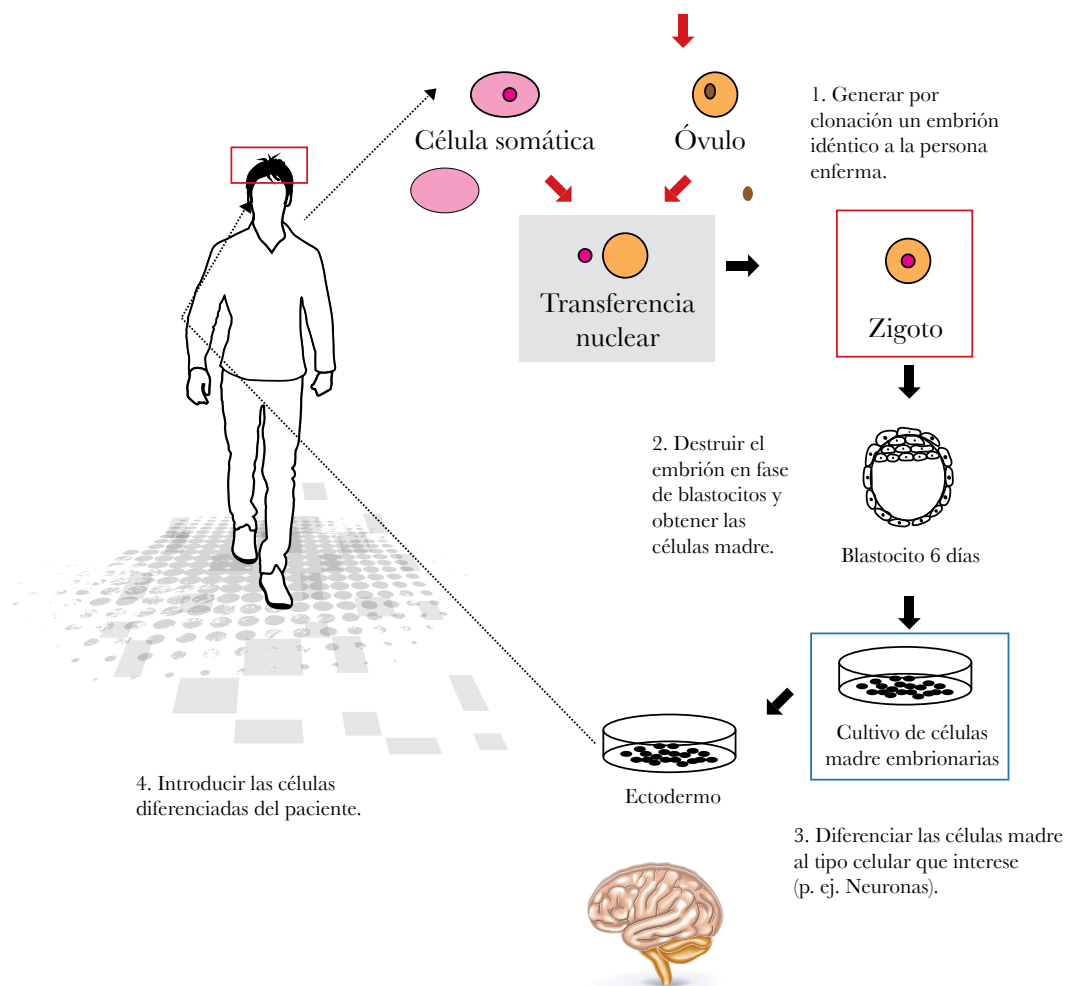 Célula somática
Óvulo
1. Generar por
clonación un embrión
idéntico a la persona
enferma.
Transferencia
nuclear
Zigoto
2. Destruir el
embrión en fase
de blastocitos y
obtener las
células madre.
Blastocito 6 días
Cultivo de células
madre embrionarias
Ectodermo
4. Introducir las células
diferenciadas del paciente.
3. Diferenciar las células madre
al tipo celular que interese
(p. ej. Neuronas).